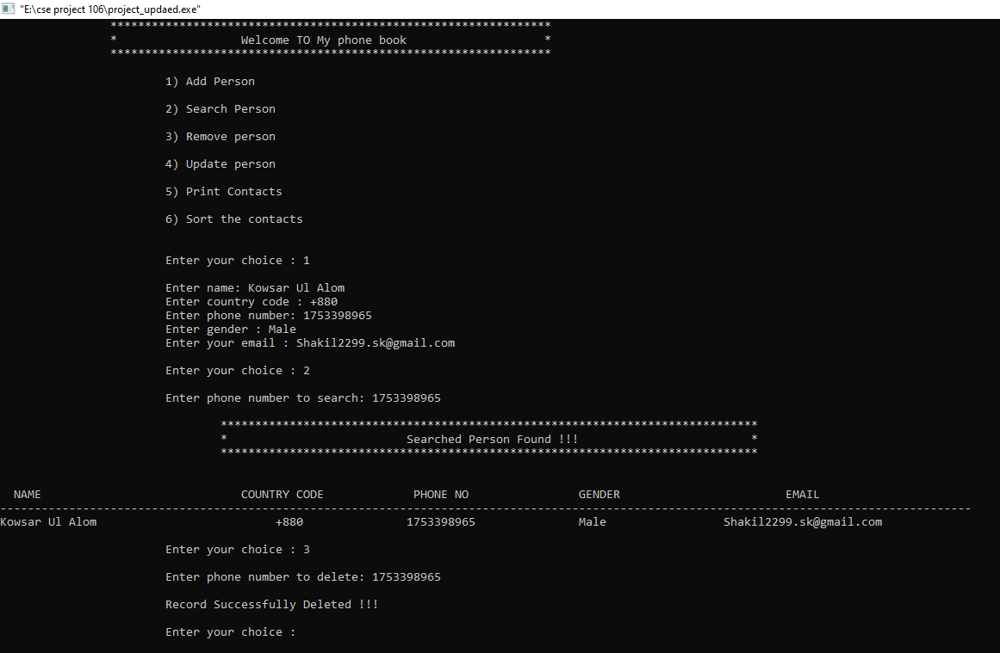 "E:\cse project 106\project_updaed.exe"
****************************************************************
* Welcome TO My phone book *
****************************************************************
1) Add Person
2) Search Person
3) Remove person
4) Update person
5) Print Contacts
6) Sort the contacts
Enter your choice : 1
Enter name: Kowsar Ul Alom
Enter country code : +880
Enter phone number: 1753398965
Enter gender : Male
Enter your email : Shakil2299.sk@gmail.com
Enter your choice : 2
Enter phone number to search: 1753398965
******************************************************************************
* Searched Person Found !!! *
******************************************************************************
NAME COUNTRY CODE PHONE NO GENDER EMAIL
---------------------------------------------------------------------------------------------------------------------------------------------
Kowsar Ul Alom +880 1753398965 Male Shakil2299.sk@gmail.com
Enter your choice : 3
Enter phone number to delete: 1753398965
Record Successfully Deleted !!!
Enter your choice :